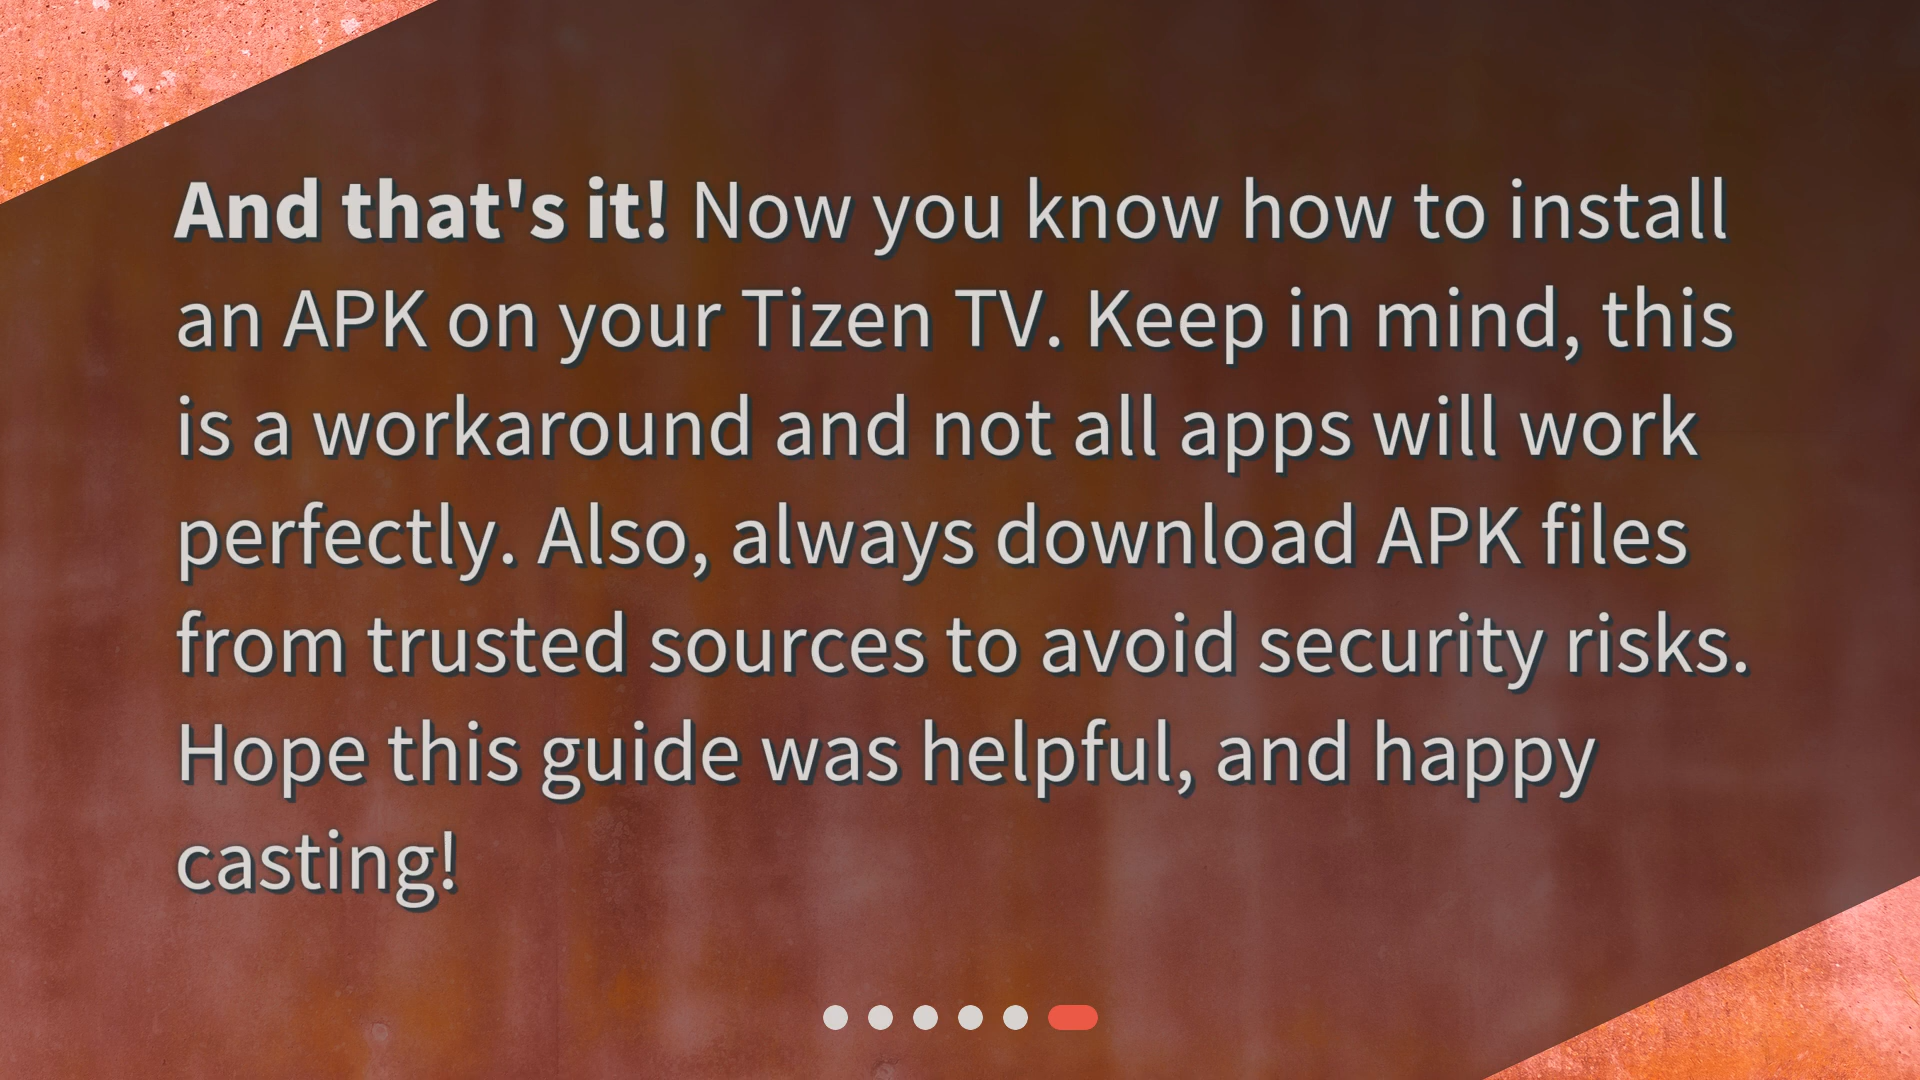 And that's it! Now you know how to install
an APK on your Tizen TV. Keep in mind, this
is a workaround and not all apps will work
perfectly. Also, always download APK files
from trusted sources to avoid security risks.
Hope this guide was helpful, and happy
casting!